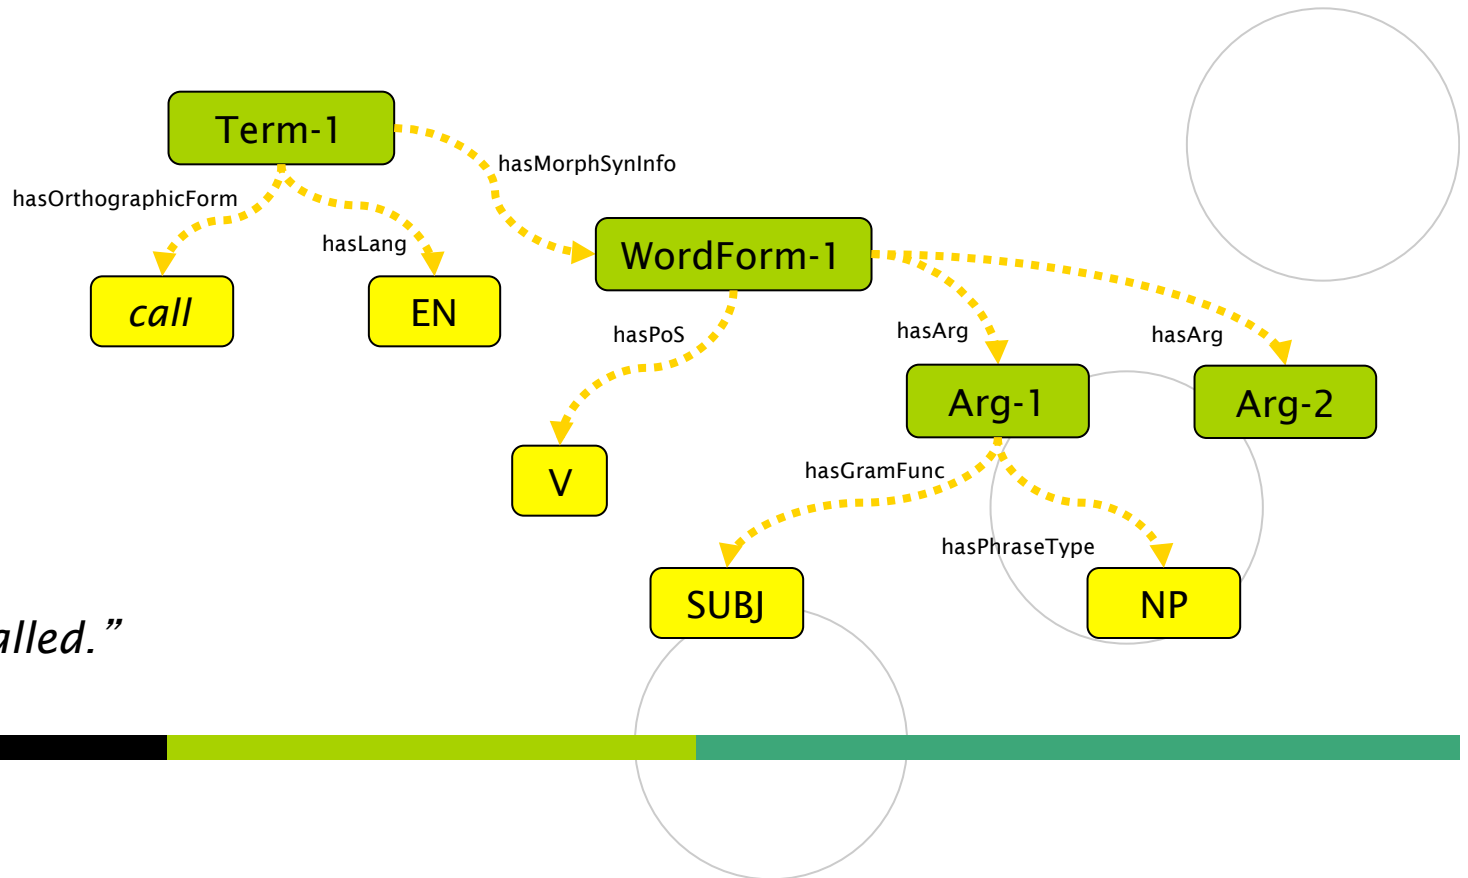 Term-1
hasMorphSynInfo
hasOrthographicForm
hasLang
WordForm-1
call
EN
hasPoS
hasArg
hasArg
Arg-1
Arg-2
hasGramFunc
V
hasPhraseType
SUBJ
NP
alled.”